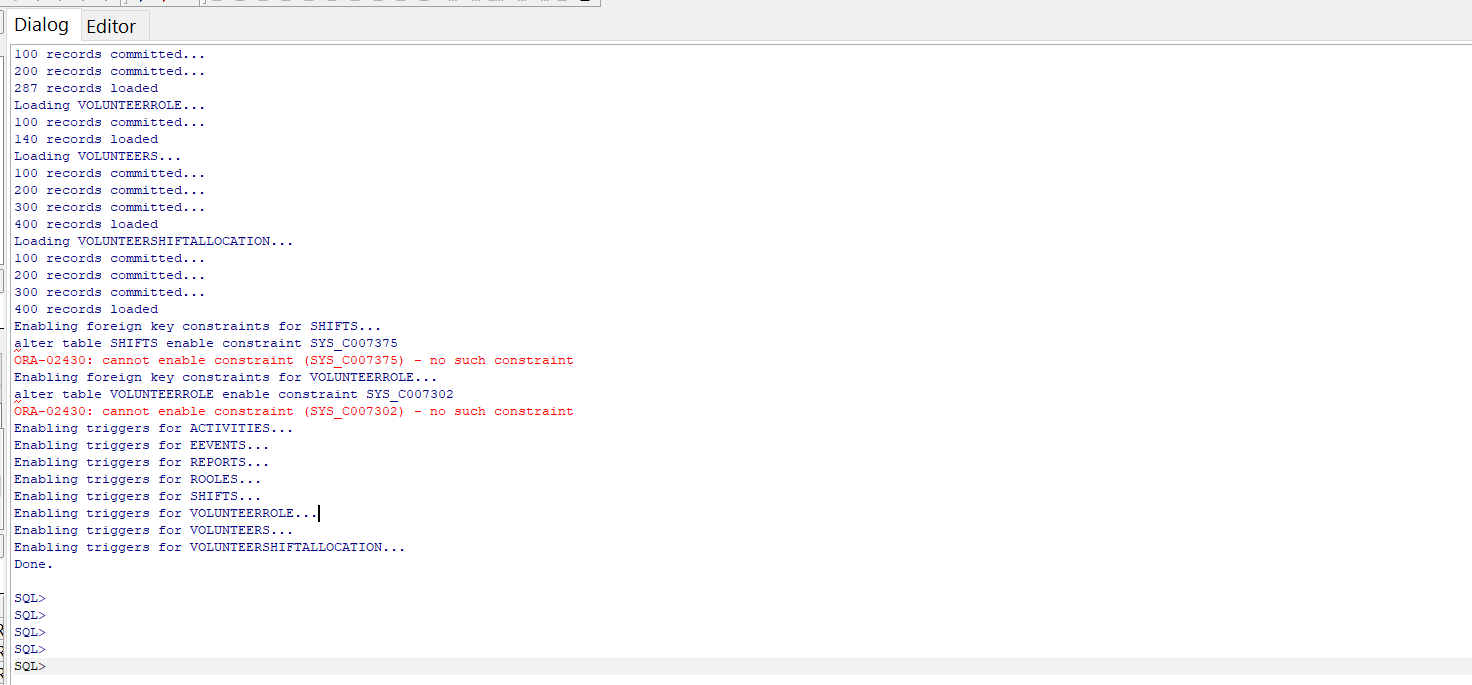 Dialog
Editor
100 records committed...
200 records committed...
287 records loaded
Loading VOLUNTEERROLE...
100 records committed...
140 records loaded
Loading VOLUNTEERS...
100 records committed...
200 records committed...
300 records committed...
400 records loaded
Loading VOLUNTEERSHIFTALLOCATION...
100 records committed...
200 records committed...
300 records committed...
400 records loaded
Enabling foreign key constraints for SHIFTS...
alter table SHIFTS enable constraint SYS_C007375
ORA-02430: cannot enable constraint (SYS_C007375) - no such constraint
Enabling foreign key constraints for VOLUNTEERROLE...
alter table VOLUNTEERROLE enable constraint SYS_C007302
ORA-02430: cannot enable constraint (SYS_C007302) - no such constraint
Enabling triggers for ACTIVITIES...
Enabling triggers for EEVENTS...
Enabling triggers for REPORTS...
Enabling triggers for ROOLES...
Enabling triggers for SHIFTS...
Enabling triggers for VOLUNTEERROLE...
Enabling triggers for VOLUNTEERS...
Enabling triggers for VOLUNTEERSHIFTALLOCATION...
Done.
SQL>
SQL>
SQL>
SQL>
SQL>